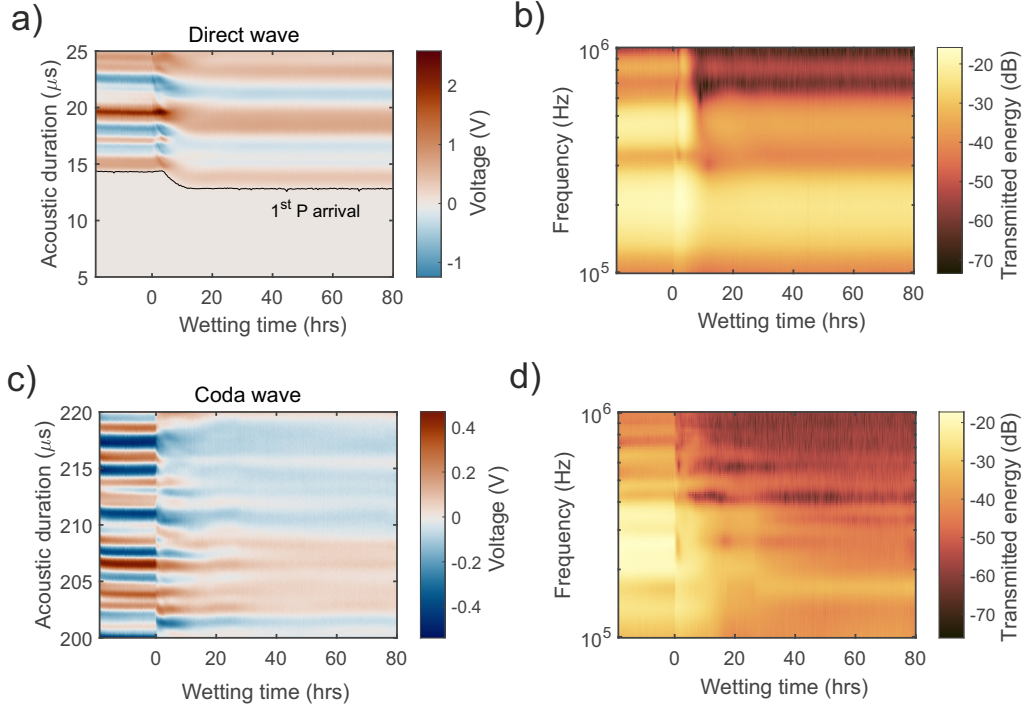 a)
Direct wave
25
20
15
10
5
0 20 40 60 80
Acoustic duration (μs)
Wetting time (hrs)
1st P arrival
2
1
0
-1
Voltage (V)
b)
10^6
10^5
0 20 40 60 80
Frequency (Hz)
Wetting time (hrs)
-20
-30
-40
-50
-60
-70
Transmitted energy (dB)
c)
Coda wave
220
215
210
205
200
0 20 40 60 80
Acoustic duration (μs)
Wetting time (hrs)
0.4
0.2
0
-0.2
-0.4
Voltage (V)
d)
10^6
10^5
0 20 40 60 80
Frequency (Hz)
Wetting time (hrs)
-20
-30
-40
-50
-60
-70
Transmitted energy (dB)